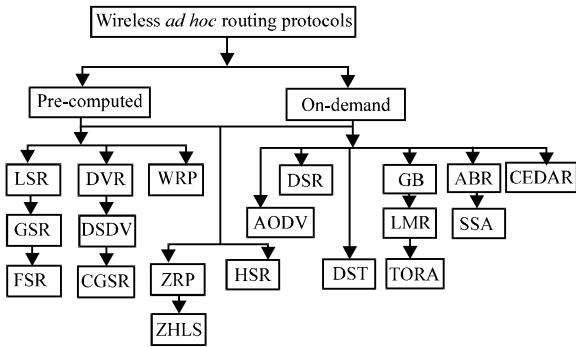 Wireless ad hoc routing protocols
Pre-computed
On-demand
LSR
DVR
WRP
DSR
GB
ABR
CEDAR
GSR
DSDV
AODV
LMR
SSA
FSR
CGSR
ZRP
HSR
DST
TORA
ZHLS